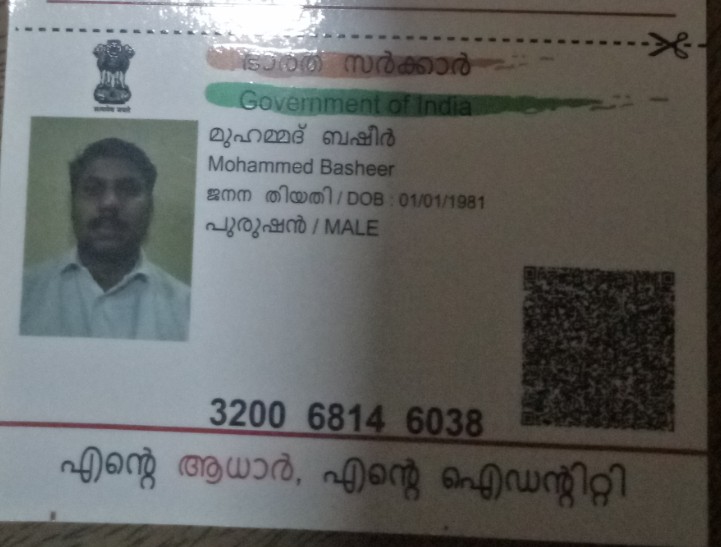 ഭാരത സർക്കാർ
Government of India
മുഹമ്മദ് ബഷീർ
Mohammed Basheer
ജനന തിയതി / DOB : 01/01/1981
പുരുഷൻ / MALE
3200 6814 6038
എന്റെ ആധാർ, എന്റെ ഐഡന്റിറ്റി